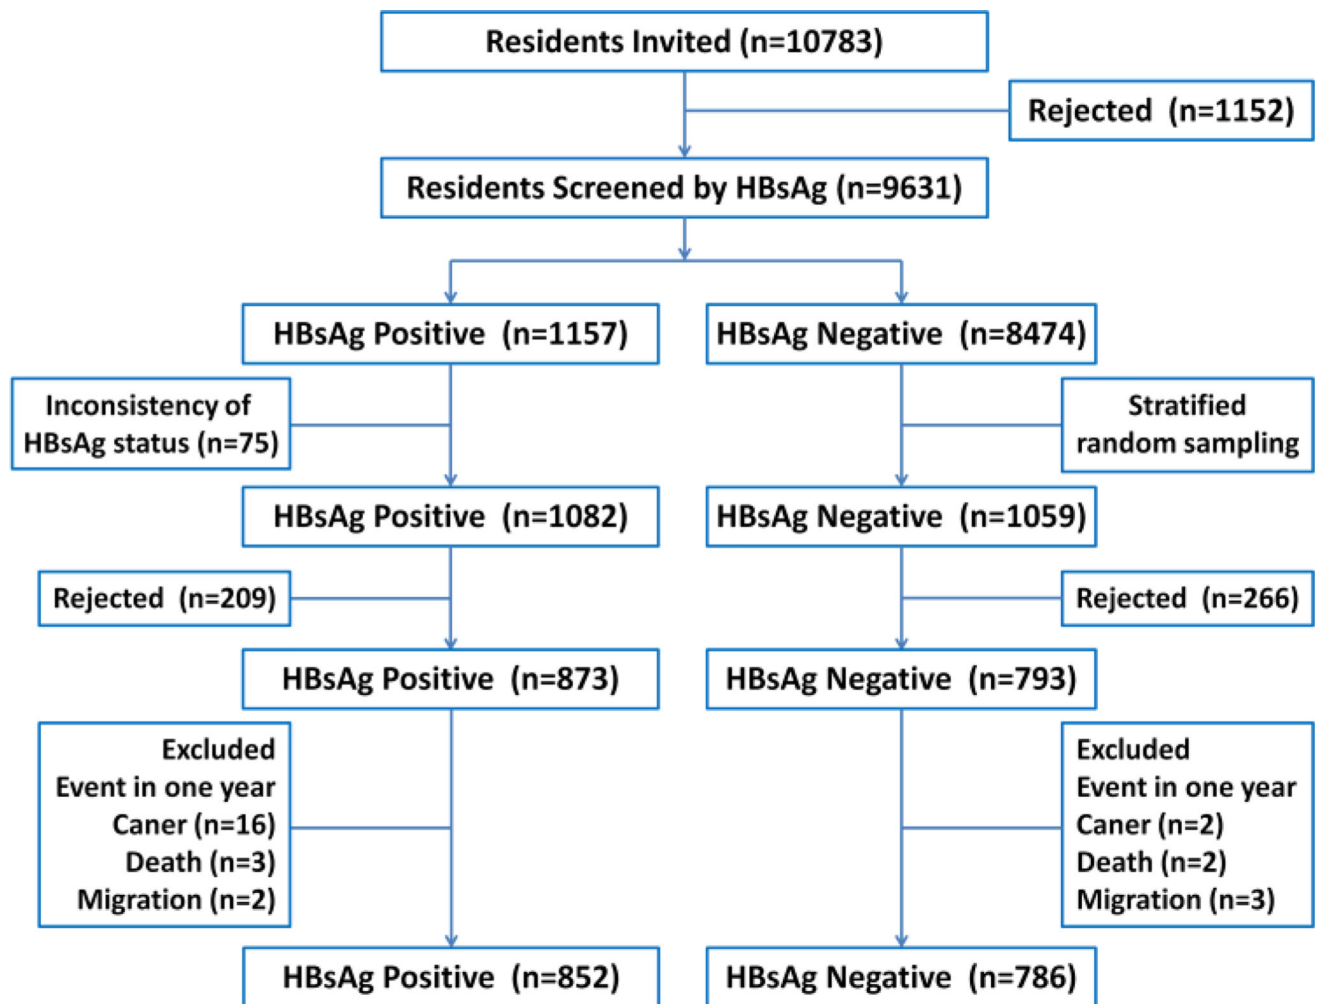 Residents Invited (n=10783)
Rejected (n=1152)
Residents Screened by HBsAg (n=9631)
HBsAg Positive (n=1157)
HBsAg Negative (n=8474)
Inconsistency of
HBsAg status (n=75)
Stratified
random sampling
HBsAg Positive (n=1082)
HBsAg Negative (n=1059)
Rejected (n=209)
Rejected (n=266)
HBsAg Positive (n=873)
HBsAg Negative (n=793)
Excluded
Event in one year
Caner (n=16)
Death (n=3)
Migration (n=2)
Excluded
Event in one year
Caner (n=2)
Death (n=2)
Migration (n=3)
HBsAg Positive (n=852)
HBsAg Negative (n=786)